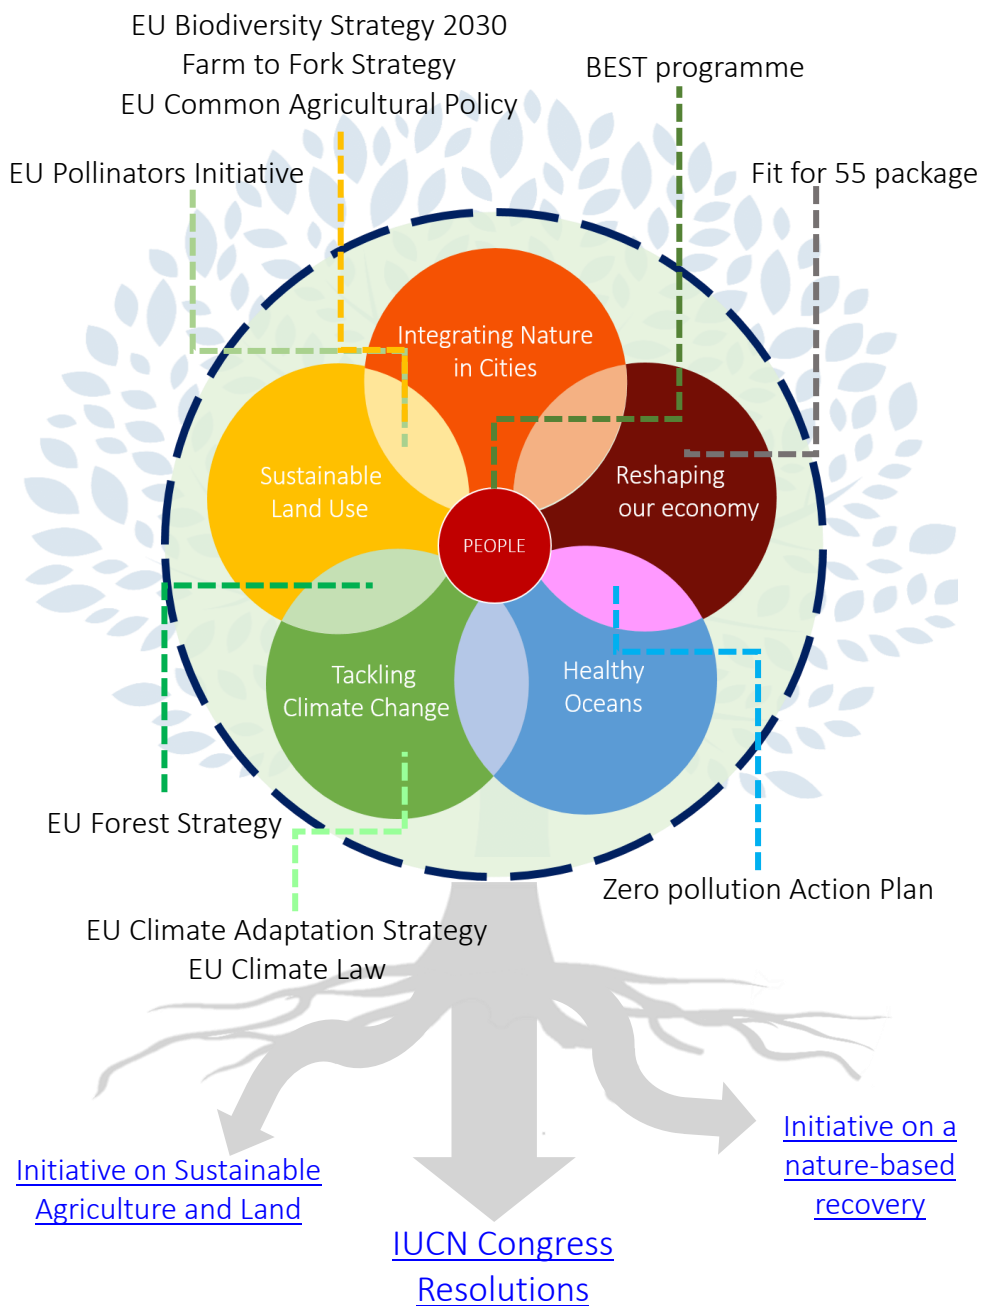 EU Biodiversity Strategy 2030
Farm to Fork Strategy
EU Common Agricultural Policy
BEST programme
EU Pollinators Initiative
Fit for 55 package
Integrating Nature
in Cities
Sustainable
Land Use
Reshaping
our economy
PEOPLE
Tackling
Climate Change
Healthy
Oceans
EU Forest Strategy
Zero pollution Action Plan
EU Climate Adaptation Strategy
EU Climate Law
Initiative on Sustainable
Agriculture and Land
Initiative on a
nature-based
recovery
IUCN Congress
Resolutions